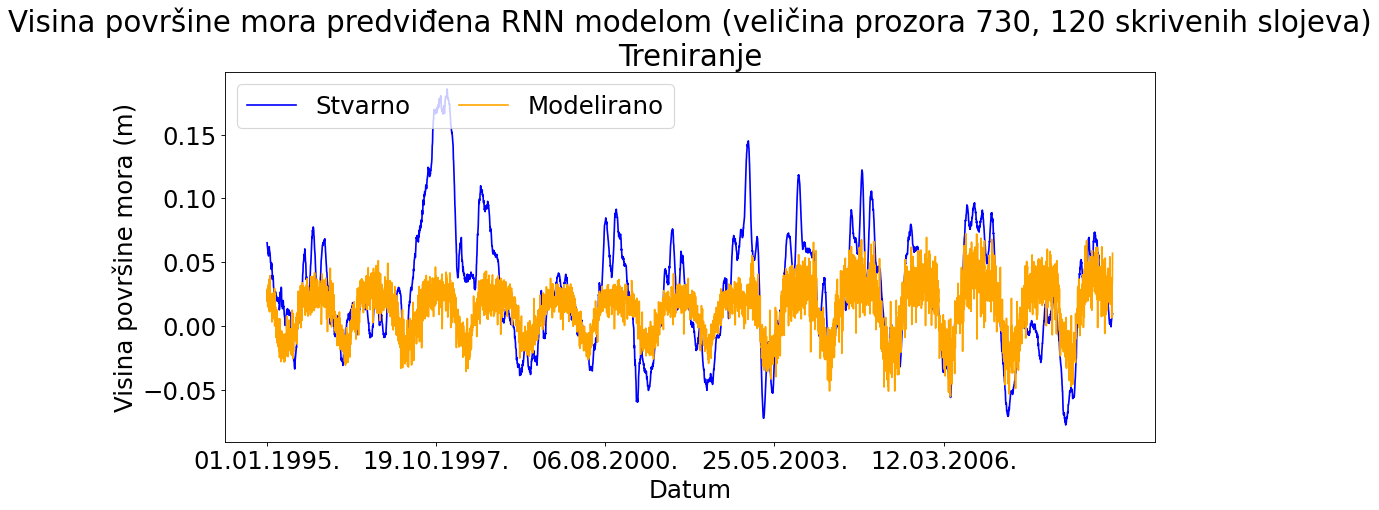 Visina površine mora predviđena RNN modelom (veličina prozora 730, 120 skrivenih slojeva)
Treniranje
Stvarno Modelirano
Visina površine mora (m)
0.15
0.10
0.05
0.00
−0.05
01.01.1995. 19.10.1997. 06.08.2000. 25.05.2003. 12.03.2006.
Datum